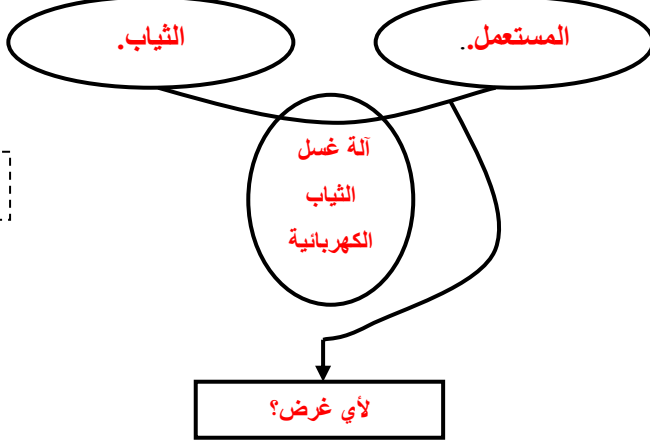 المستعمل..
الثياب.
آلة غسل
الثياب
الكهربائية
لأي غرض؟